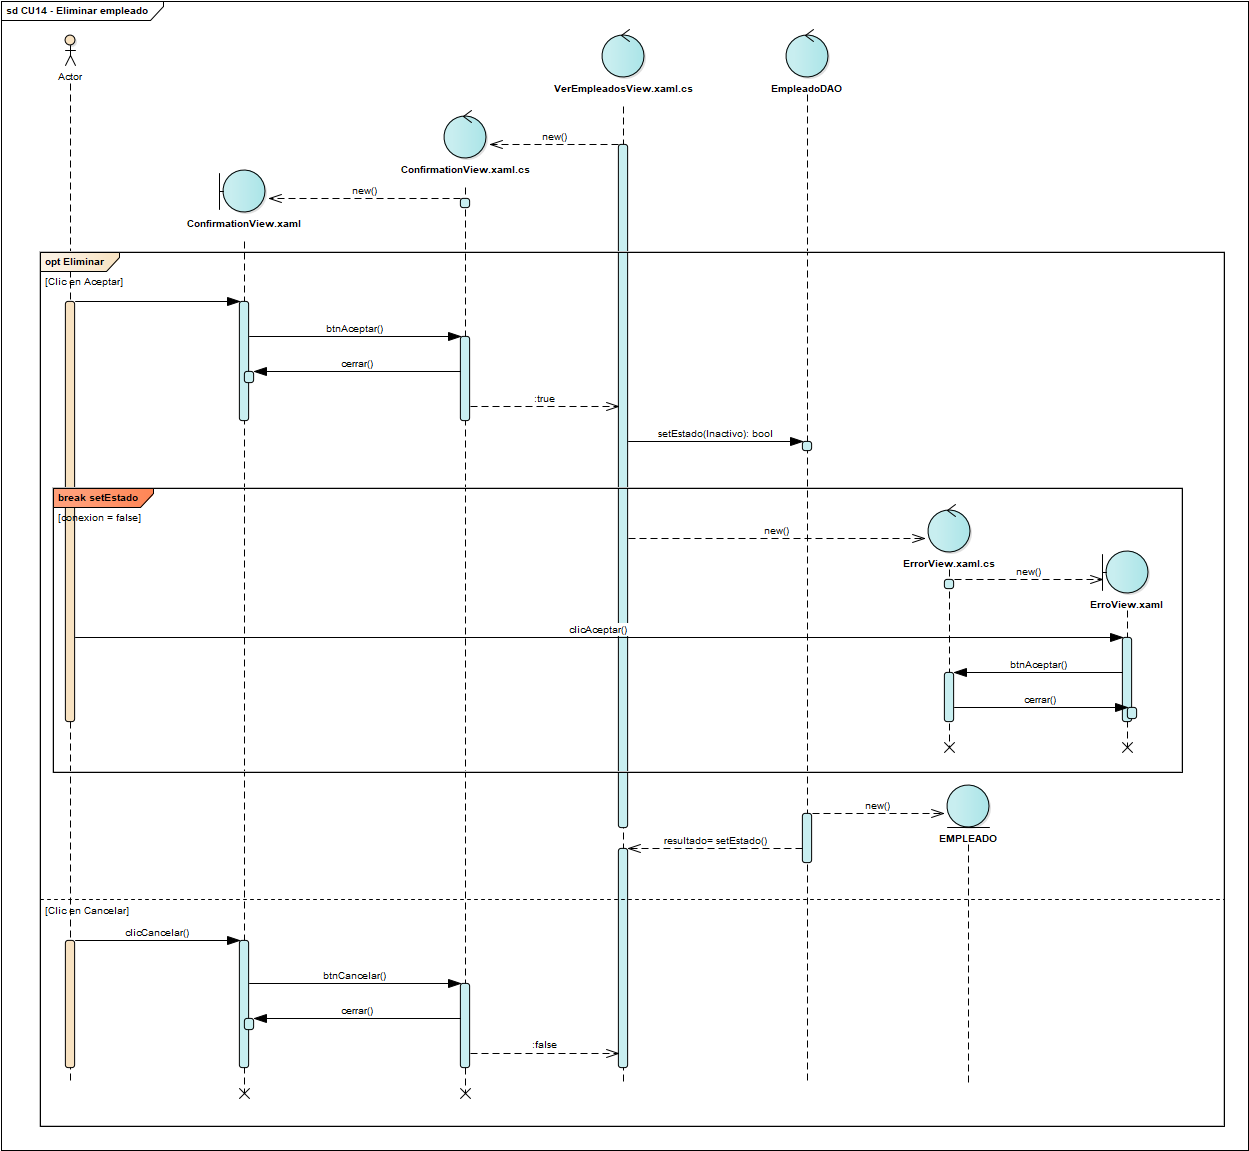 sd CU14 - Eliminar empleado
Actor
VerEmpleadosView.xaml.cs
EmpleadoDAO
new()
ConfirmationView.xaml.cs
new()
ConfirmationView.xaml
opt Eliminar
[Clic en Aceptar]
btnAceptar()
cerrar()
:true
setEstado(Inactivo): bool
break setEstado
[conexion = false]
new()
ErrorView.xaml.cs
new()
ErroView.xaml
clicAceptar()
btnAceptar()
cerrar()
new()
EMPLEADO
resultado= setEstado()
[Clic en Cancelar]
clicCancelar()
btnCancelar()
cerrar()
:false